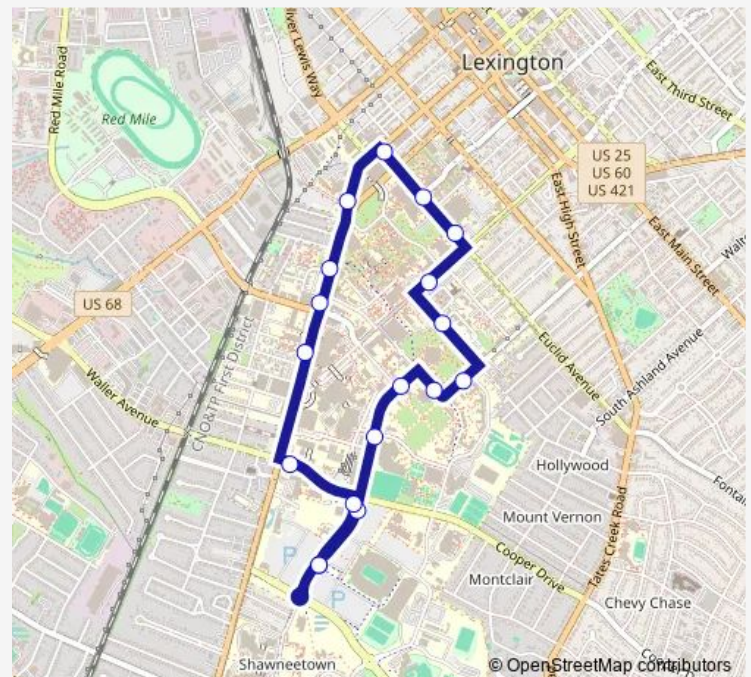 Lexington
Oliver Lewis Way
Red Mile Road
Red Mile
East Third Street
US 25
US 60
US 421
East High Street
East Main Street
US 68
CNO&TP First District
Waller Avenue
Euclid Avenue
South Ashland Avenue
Hollywood
Mount Vernon
Tates Creek Road
Cooper Drive
Montclair
Chevy Chase
P
P
Shawneetown
© OpenStreetMap contributors